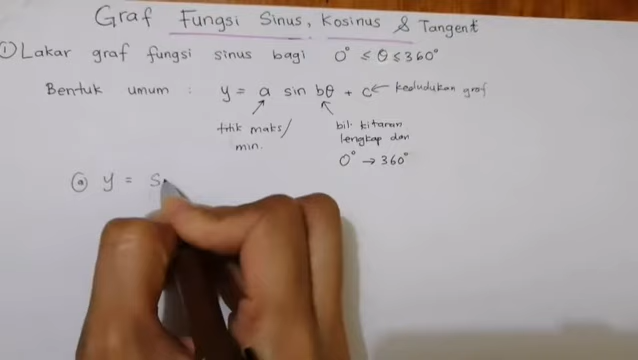 Graf Fungsi Sinus, Kosinus & Tangent
① Lakar graf fungsi sinus bagi 0° ≤ θ ≤ 360°
Bentuk umum : y = a sin bθ + c ← kedudukan graf
titik maks/
min.
bil. kitaran
lengkap dari
0° → 360°
ⓐ y = s